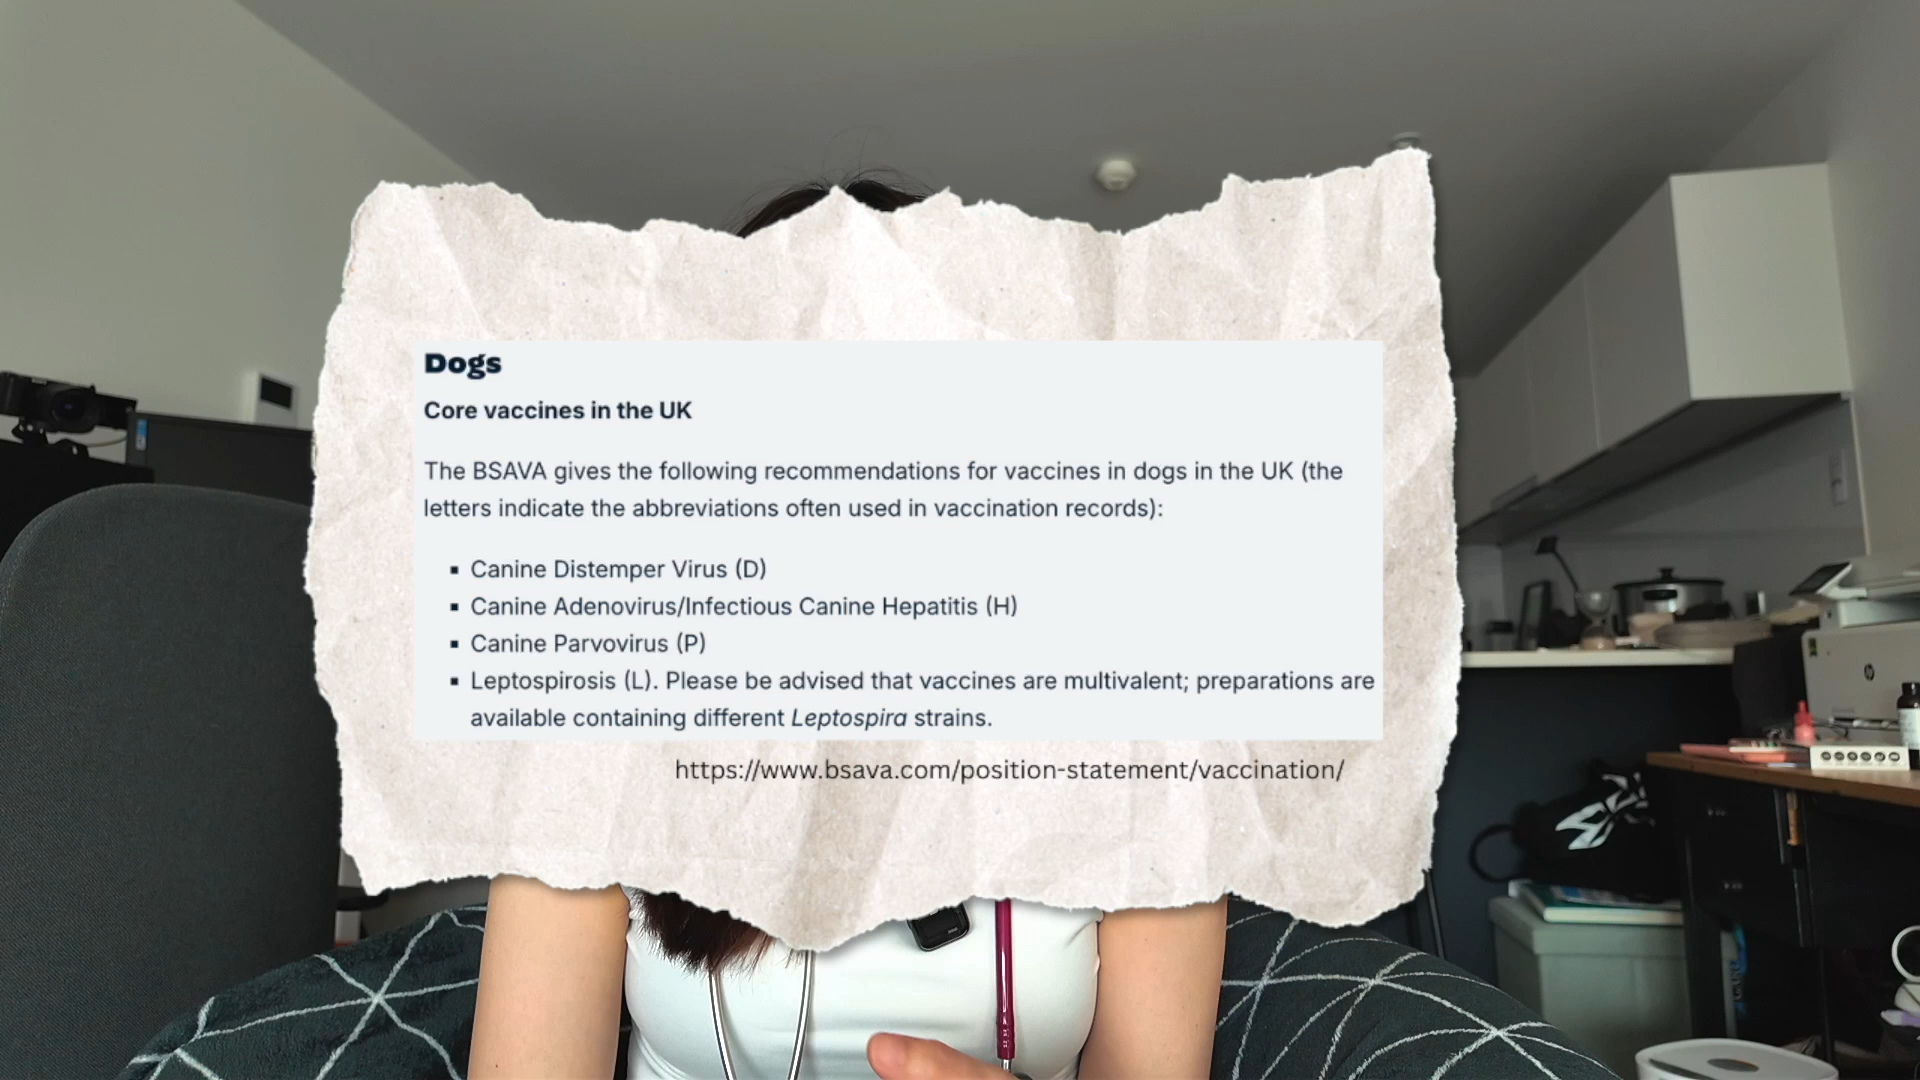 Dogs
Core vaccines in the UK
The BSAVA gives the following recommendations for vaccines in dogs in the UK (the
letters indicate the abbreviations often used in vaccination records):
▪ Canine Distemper Virus (D)
▪ Canine Adenovirus/Infectious Canine Hepatitis (H)
▪ Canine Parvovirus (P)
▪ Leptospirosis (L). Please be advised that vaccines are multivalent; preparations are
available containing different Leptospira strains.
https://www.bsava.com/position-statement/vaccination/
hp